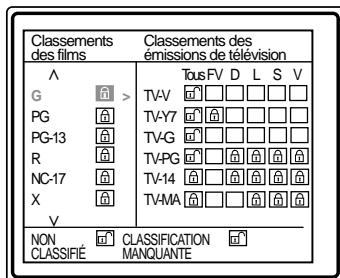 Classements des films
Classements des émissions de télévision
Tous FV D L S V
G > TV-V
PG TV-Y7
PG-13 TV-G
R TV-PG
NC-17 TV-14
X TV-MA
NON CLASSIFIÉ
CLASSIFICATION MANQUANTE